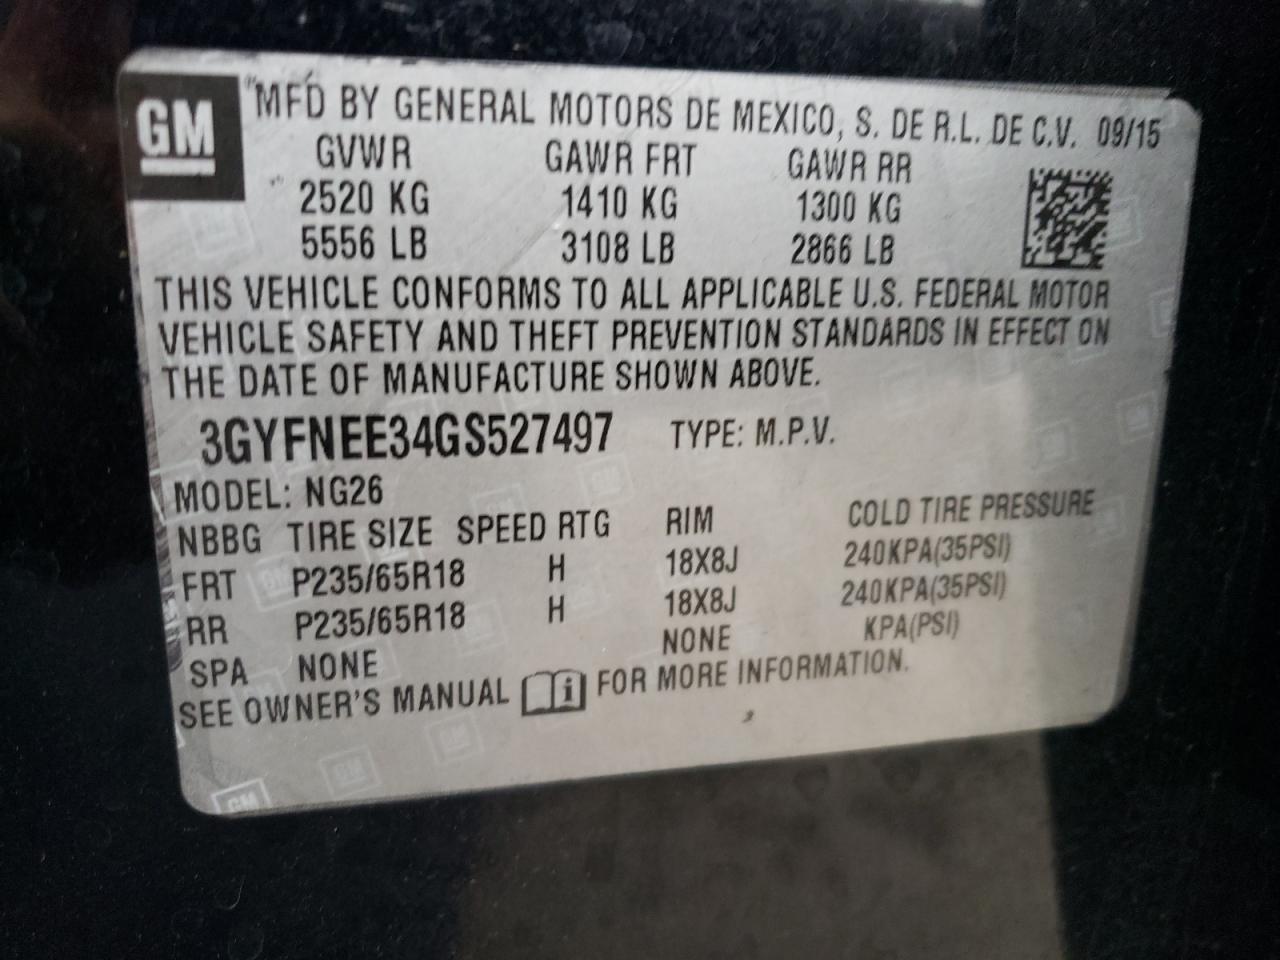 GM
MFD BY GENERAL MOTORS DE MEXICO, S. DE R.L. DE C.V. 09/15
GVWR GAWR FRT GAWR RR
2520 KG 1410 KG 1300 KG
5556 LB 3108 LB 2866 LB
THIS VEHICLE CONFORMS TO ALL APPLICABLE U.S. FEDERAL MOTOR
VEHICLE SAFETY AND THEFT PREVENTION STANDARDS IN EFFECT ON
THE DATE OF MANUFACTURE SHOWN ABOVE.
3GYFNEE34GS527497 TYPE: M.P.V.
MODEL: NG26
NBBG TIRE SIZE SPEED RTG RIM COLD TIRE PRESSURE
FRT P235/65R18 H 18X8J 240KPA(35PSI)
RR P235/65R18 H 18X8J 240KPA(35PSI)
SPA NONE NONE KPA(PSI)
SEE OWNER'S MANUAL i FOR MORE INFORMATION.
GM
GM